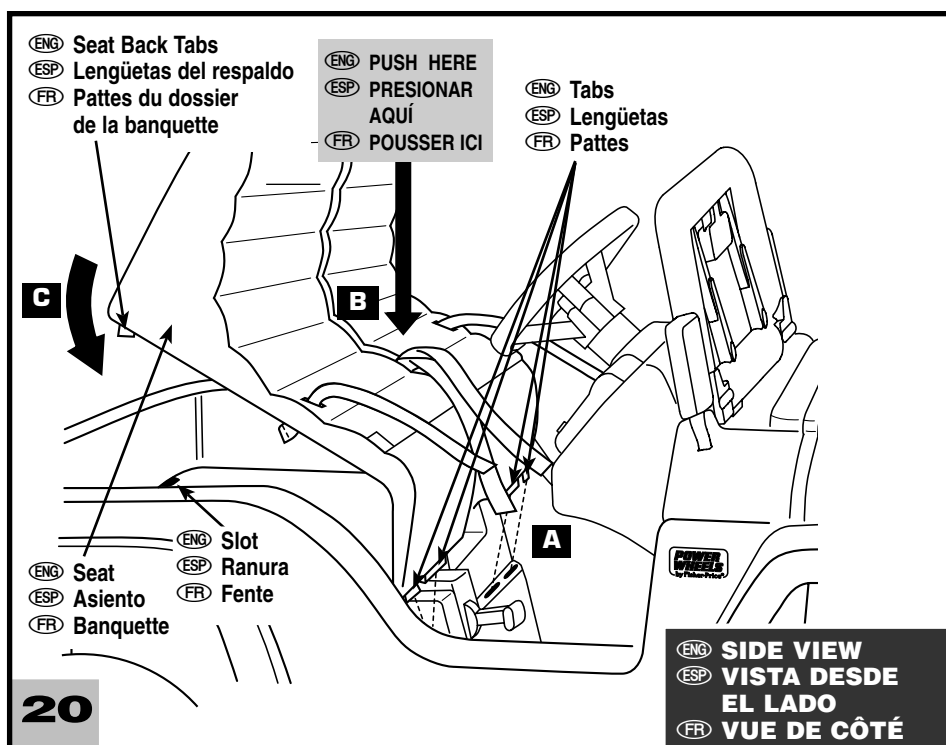 ENG Seat Back Tabs
ESP Lengüetas del respaldo
FR Pattes du dossier
de la banquette
ENG PUSH HERE
ESP PRESIONAR
AQUÍ
FR POUSSER ICI
ENG Tabs
ESP Lengüetas
FR Pattes
C
B
A
ENG Slot
ESP Ranura
FR Fente
ENG Seat
ESP Asiento
FR Banquette
POWER
WHEELS
by Fisher-Price®
ENG SIDE VIEW
ESP VISTA DESDE
EL LADO
FR VUE DE CÔTÉ
20